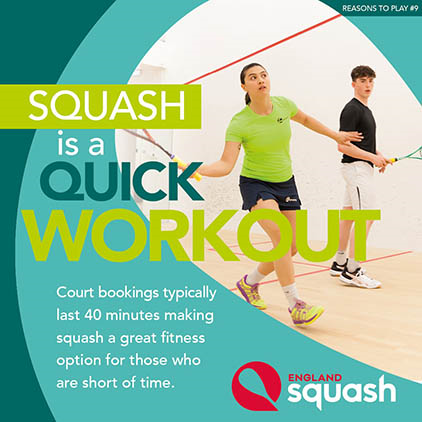 REASONS TO PLAY #9
SQUASH
is a
QUICK
WORKOUT
Court bookings typically
last 40 minutes making
squash a great fitness
option for those who
are short of time.
ENGLAND
squash